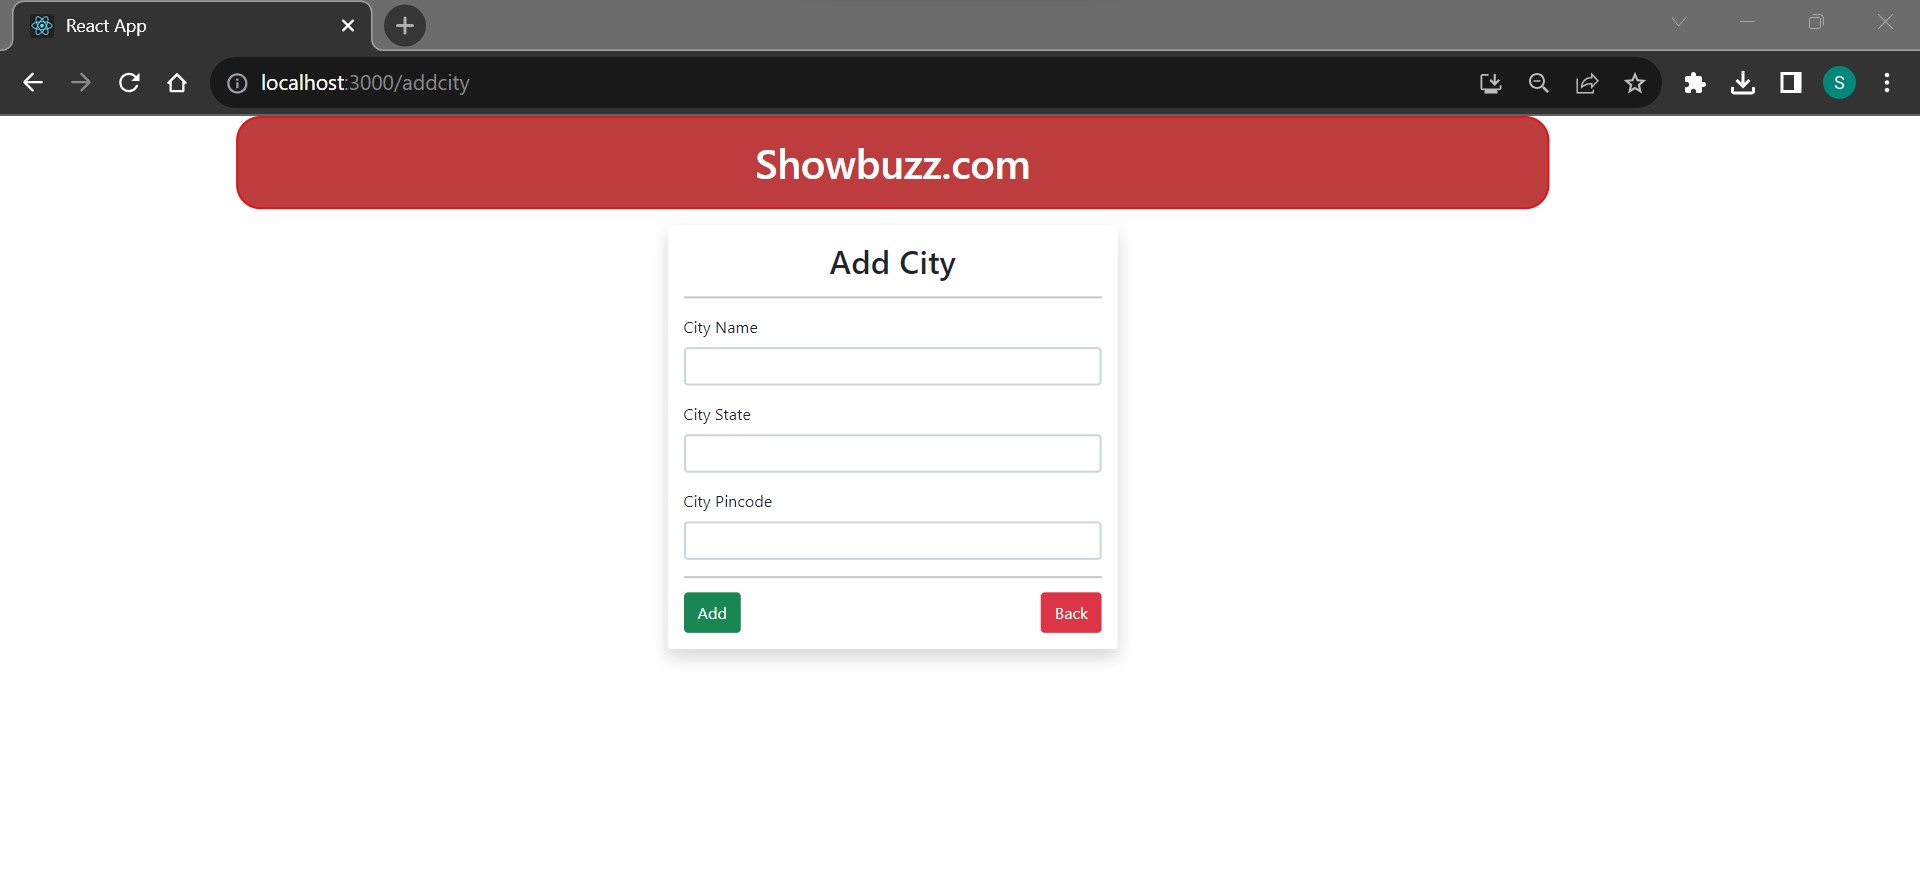 React App
localhost:3000/addcity
S
Showbuzz.com
Add City
City Name
City State
City Pincode
Add Back